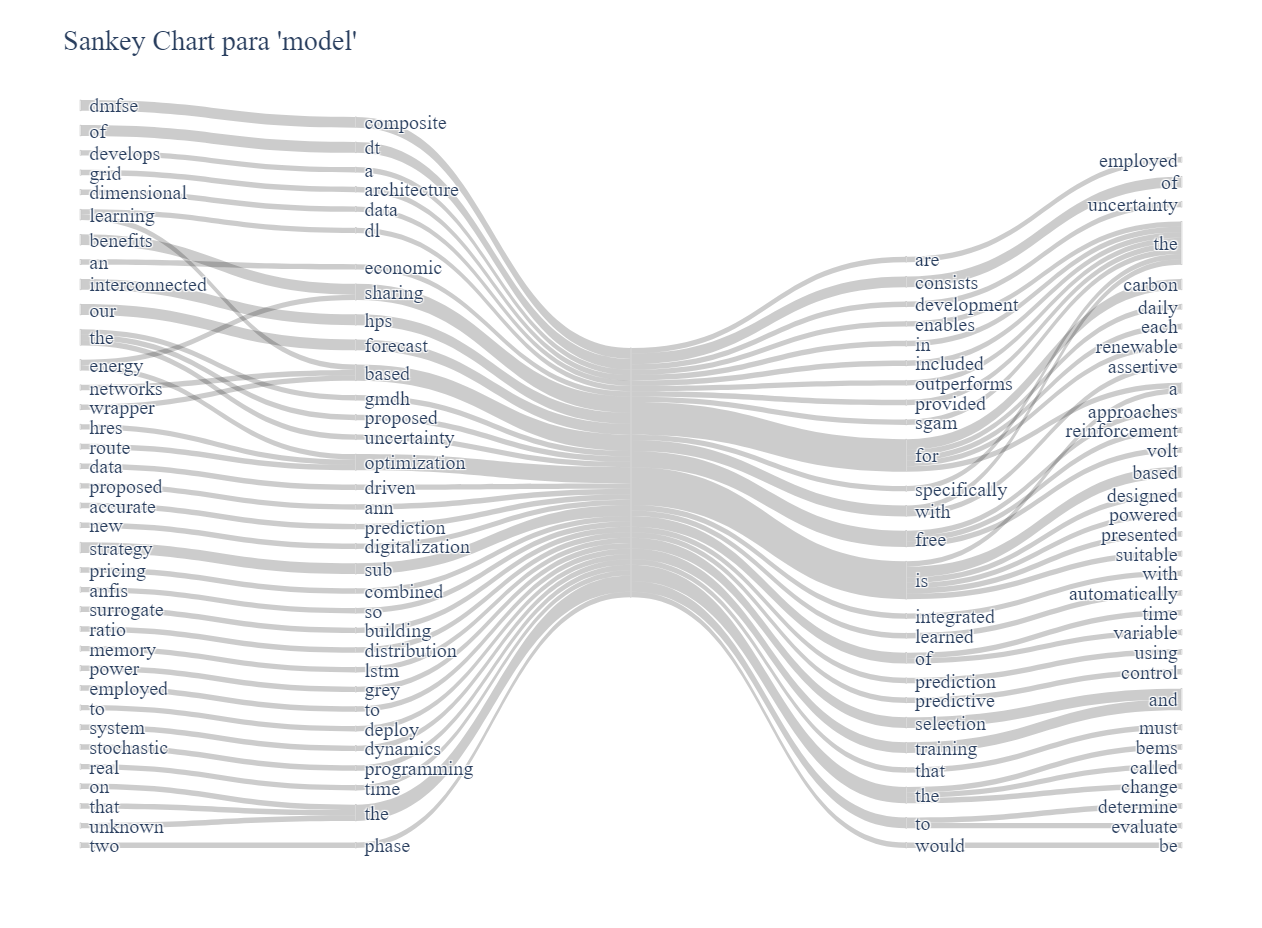 Sankey Chart para 'model'
dmfse
of
develops
grid
dimensional
learning
benefits
an
interconnected
our
the
energy
networks
wrapper
hres
route
data
proposed
accurate
new
strategy
pricing
anfis
surrogate
ratio
memory
power
employed
to
system
stochastic
real
on
that
unknown
two
composite
dt
a
architecture
data
dl
economic
sharing
hps
forecast
based
gmdh
proposed
uncertainty
optimization
driven
ann
prediction
digitalization
sub
combined
so
building
distribution
lstm
grey
to
deploy
dynamics
programming
time
the
phase
are
consists
development
enables
in
included
outperforms
provided
sgam
for
specifically
with
free
is
integrated
learned
of
prediction
predictive
selection
training
that
the
to
would
employed
of
uncertainty
the
carbon
daily
each
renewable
assertive
a
approaches
reinforcement
volt
based
designed
powered
presented
suitable
with
automatically
time
variable
using
control
and
must
bems
called
change
determine
evaluate
be